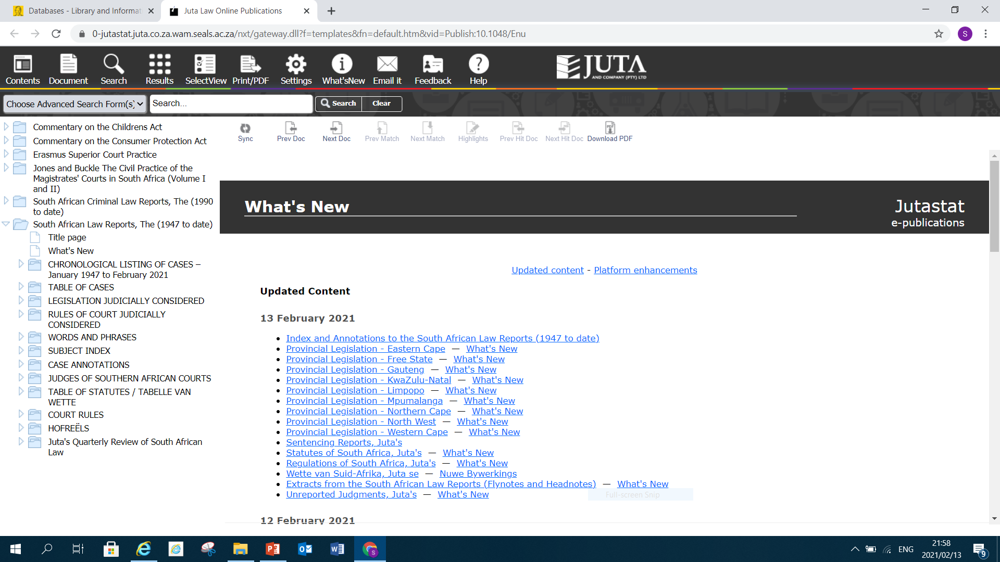 Databases - Library and Informat
Juta Law Online Publications
0-jutastat.juta.co.za.wam.seals.ac.za/nxt/gateway.dll?f=templates&fn=default.htm&vid=Publish:10.1048/Enu
S
Contents Document Search Results SelectView Print/PDF Settings What'sNew Email it Feedback Help
JUTA
AND COMPANY (PTY) LTD
Choose Advanced Search Form(s) Search... Search Clear
Commentary on the Childrens Act
Commentary on the Consumer Protection Act
Erasmus Superior Court Practice
Jones and Buckle The Civil Practice of the
Magistrates' Courts in South Africa (Volume I
and II)
South African Criminal Law Reports, The (1990
to date)
South African Law Reports, The (1947 to date)
Title page
What's New
CHRONOLOGICAL LISTING OF CASES –
January 1947 to February 2021
TABLE OF CASES
LEGISLATION JUDICIALLY CONSIDERED
RULES OF COURT JUDICIALLY
CONSIDERED
WORDS AND PHRASES
SUBJECT INDEX
CASE ANNOTATIONS
JUDGES OF SOUTHERN AFRICAN COURTS
TABLE OF STATUTES / TABELLE VAN
WETTE
COURT RULES
HOFREËLS
Juta's Quarterly Review of South African
Law
Sync Prev Doc Next Doc Prev Match Next Match Highlights Prev Hit Doc Next Hit Doc Download PDF
What's New
Jutastat
e-publications
Updated content - Platform enhancements
Updated Content
13 February 2021
• Index and Annotations to the South African Law Reports (1947 to date)
• Provincial Legislation - Eastern Cape — What's New
• Provincial Legislation - Free State — What's New
• Provincial Legislation - Gauteng — What's New
• Provincial Legislation - KwaZulu-Natal — What's New
• Provincial Legislation - Limpopo — What's New
• Provincial Legislation - Mpumalanga — What's New
• Provincial Legislation - Northern Cape — What's New
• Provincial Legislation - North West — What's New
• Provincial Legislation - Western Cape — What's New
• Sentencing Reports, Juta's
• Statutes of South Africa, Juta's — What's New
• Regulations of South Africa, Juta's — What's New
• Wette van Suid-Afrika, Juta se — Nuwe Bywerkings
• Extracts from the South African Law Reports (Flynotes and Headnotes) — What's New
• Unreported Judgments, Juta's — What's New
Full-screen Snip
12 February 2021
ENG
21:58
2021/02/13
9